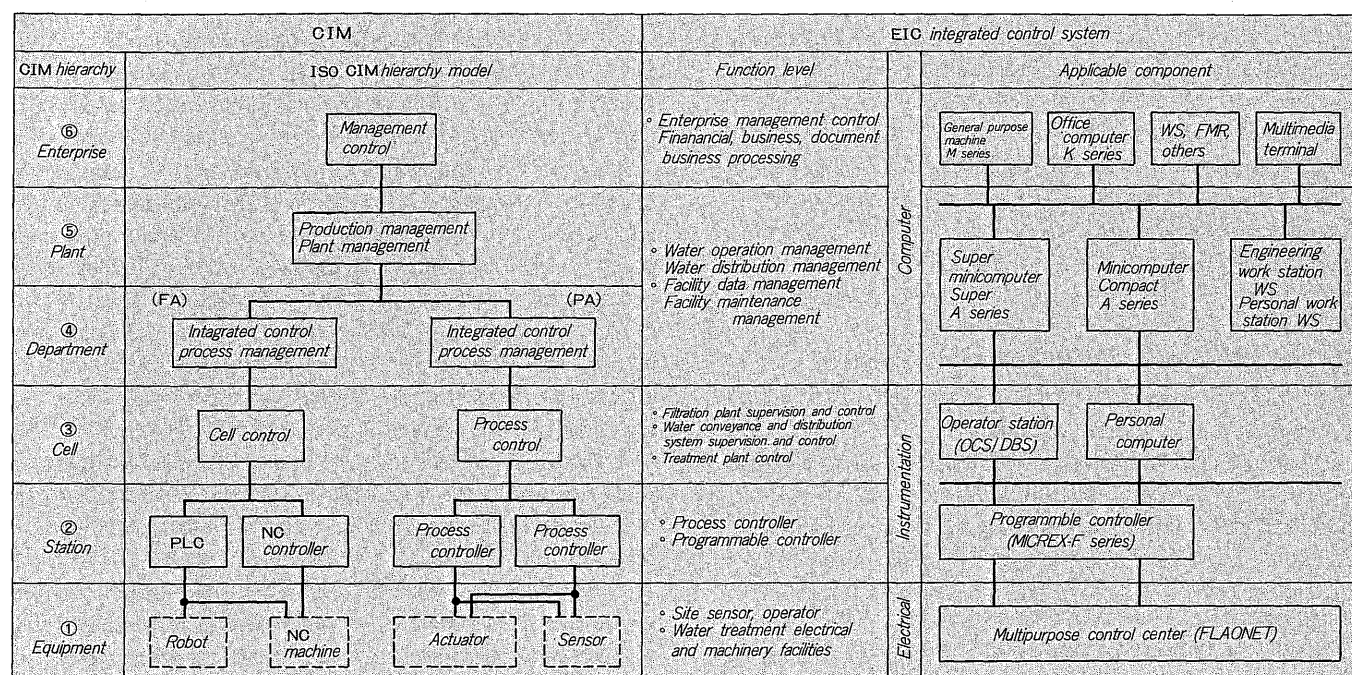 CIM
EIC integrated control system
CIM hierarchy
ISO CIM hierarchy model
Function level
Applicable component
⑥
Enterprise
Management
control
◦ Enterprise management control
Finanancial, business, document
business processing
Computer
General purpose
machine
M series
Office
computer
K series
WS, FMR,
others
Multimedia
terminal
⑤
Plant
Production management
Plant management
◦ Water operation management
Water distribution management
◦ Facility data management
Facility maintenance
management
Super
minicomputer
Super
A series
Minicomputer
Compact
A series
Engineering
work station
WS
Personal work
station WS
(FA)
(PA)
④
Department
Intagrated control
process management
Integrated control
process management
③
Cell
Cell control
Process
control
◦ Filtration plant supervision and control
◦ Water conveyance and distribution
system supervision and control
◦ Treatment plant control
Instrumentation
Operator station
(OCS/DBS)
Personal
computer
②
Station
PLC
NC
controller
Process
controller
Process
controller
◦ Process controller
◦ Programmable controller
Programmble controller
(MICREX-F series)
①
Equipment
Robot
NC
machine
Actuator
Sensor
◦ Site sensor, operator
◦ Water treatment electrical
and machinery facilities
Electrical
Multipurpose control center (FLAONET)